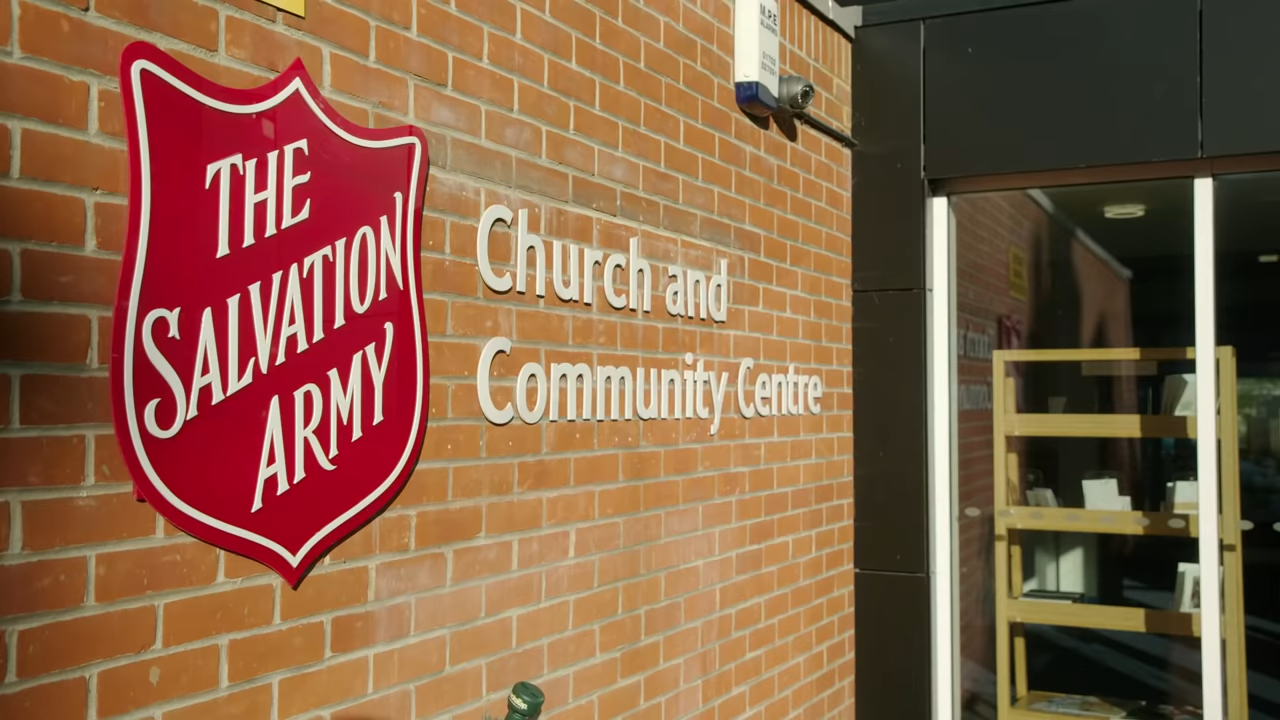 THE
SALVATION
ARMY
Church and
Community Centre
M.P.E